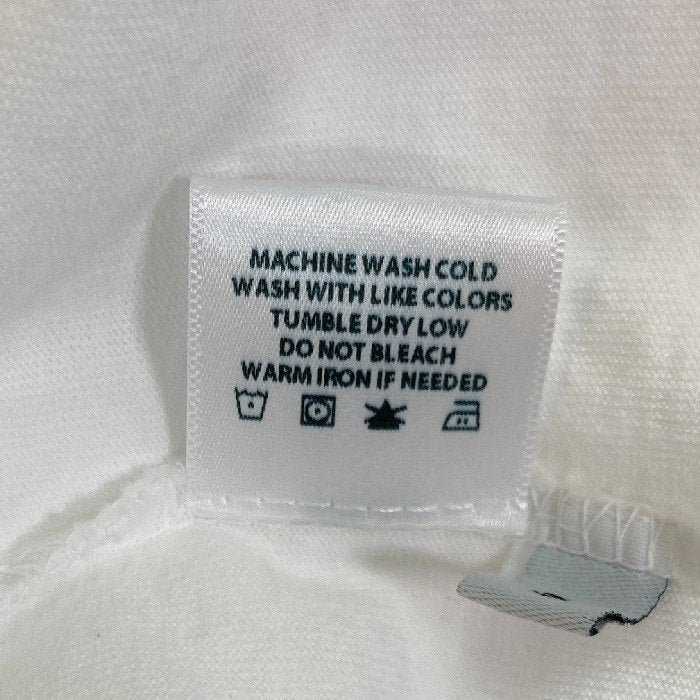 MACHINE WASH COLD
WASH WITH LIKE COLORS
TUMBLE DRY LOW
DO NOT BLEACH
WARM IRON IF NEEDED